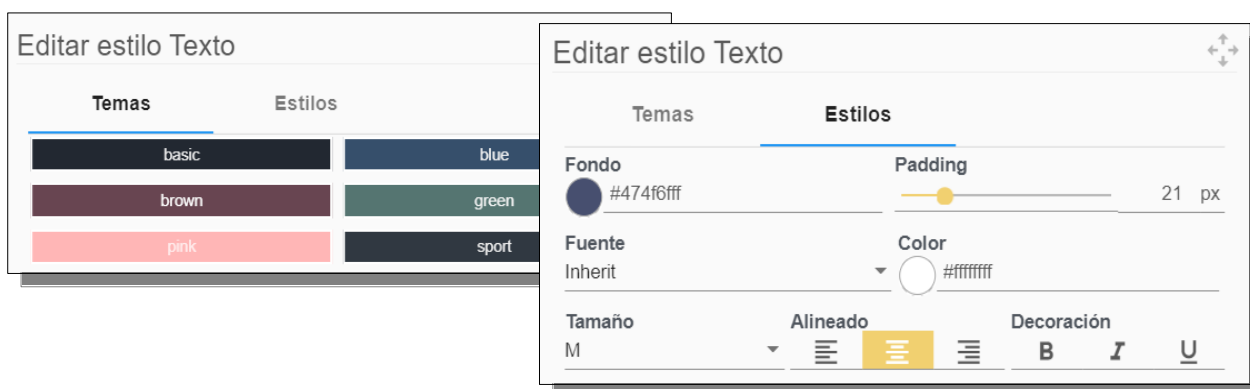 Editar estilo Texto
Temas Estilos
basic blue
brown green
pink sport
Editar estilo Texto
Temas Estilos
Fondo Padding
#474f6fff 21 px
Fuente Color
Inherit #ffffffff
Tamaño Alineado Decoración
M B I U